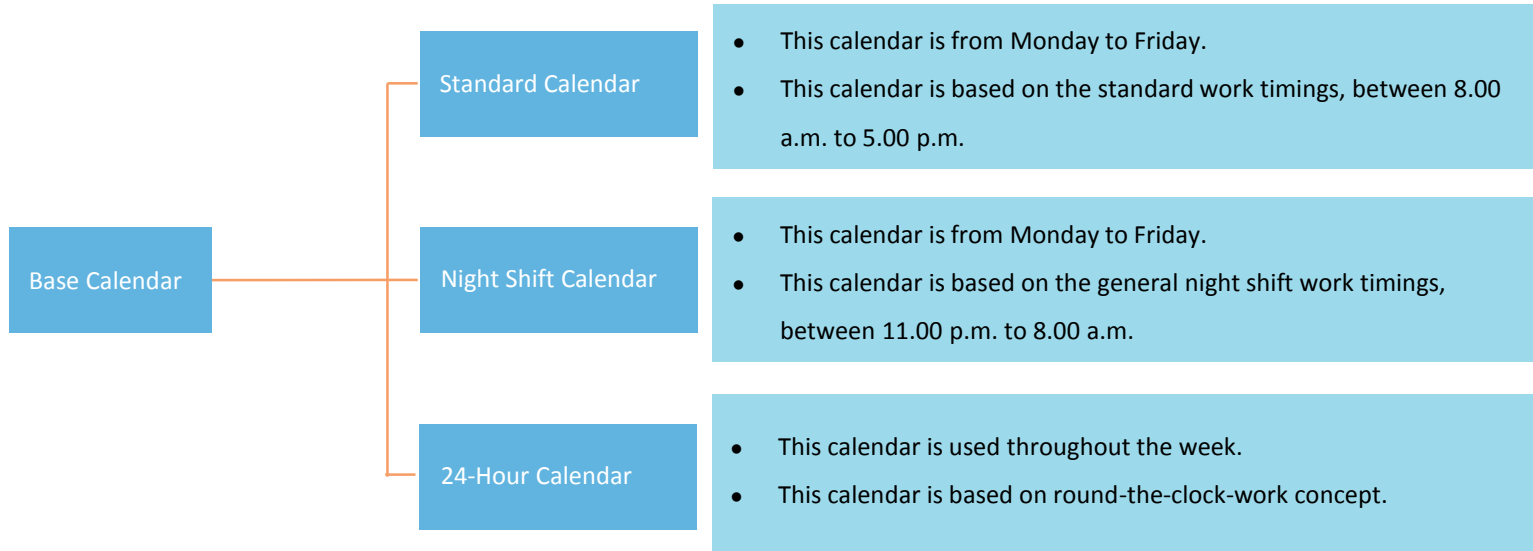 Standard Calendar
● This calendar is from Monday to Friday.
● This calendar is based on the standard work timings, between 8.00
a.m. to 5.00 p.m.
Base Calendar
Night Shift Calendar
● This calendar is from Monday to Friday.
● This calendar is based on the general night shift work timings,
between 11.00 p.m. to 8.00 a.m.
24-Hour Calendar
● This calendar is used throughout the week.
● This calendar is based on round-the-clock-work concept.